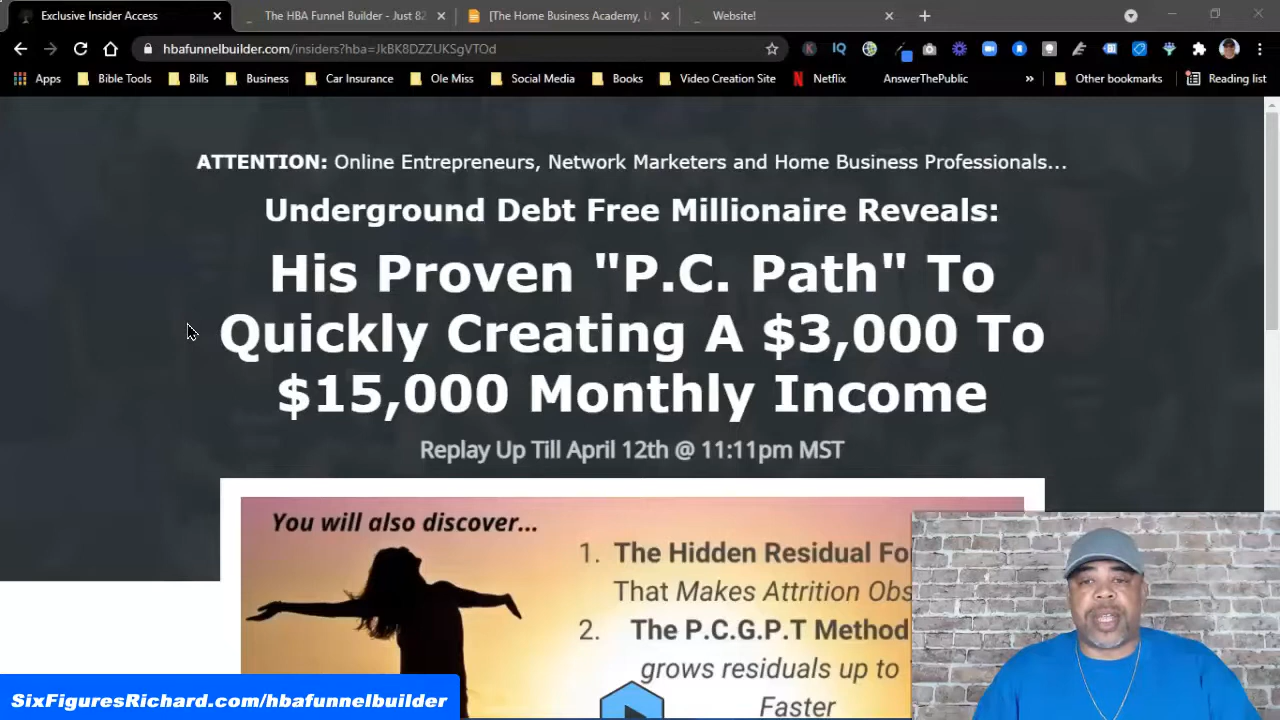 Exclusive Insider Access
The HBA Funnel Builder - Just 82
[The Home Business Academy, L
Website!
hbafunnelbuilder.com/insiders?hba=JkBK8DZZUKSgVTOd
Apps
Bible Tools
Bills
Business
Car Insurance
Ole Miss
Social Media
Books
Video Creation Site
Netflix
AnswerThePublic
»
Other bookmarks
Reading list
ATTENTION: Online Entrepreneurs, Network Marketers and Home Business Professionals...
Underground Debt Free Millionaire Reveals:
His Proven "P.C. Path" To
Quickly Creating A $3,000 To
$15,000 Monthly Income
Replay Up Till April 12th @ 11:11pm MST
You will also discover...
1. The Hidden Residual Fo
That Makes Attrition Obs
2. The P.C.G.P.T Method
grows residuals up to
Faster
SixFiguresRichard.com/hbafunnelbuilder